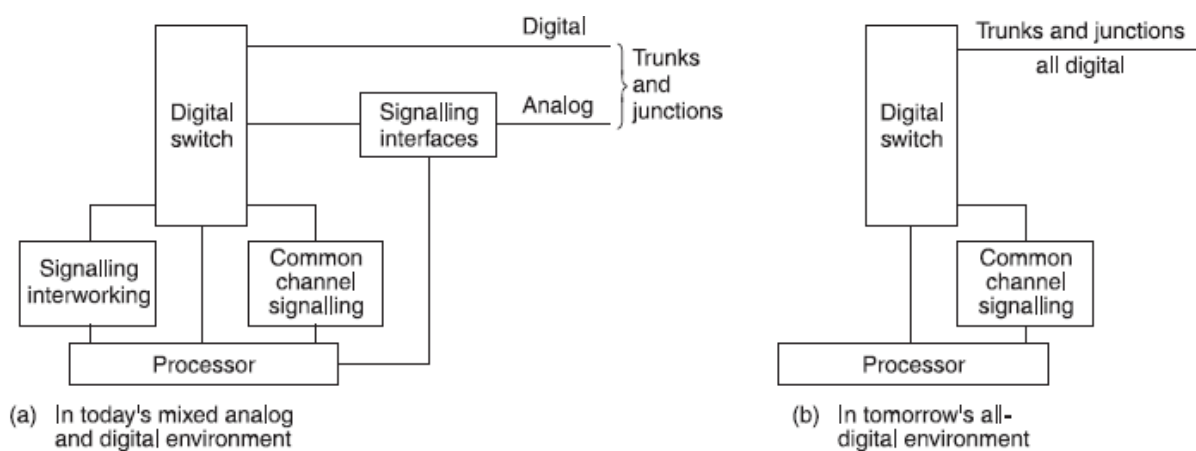 Digital
Trunks
and
junctions
Analog
Digital
switch
Signalling
interfaces
Signalling
interworking
Common
channel
signalling
Processor
(a) In today's mixed analog
and digital environment
Trunks and junctions
all digital
Digital
switch
Common
channel
signalling
Processor
(b) In tomorrow's all-
digital environment